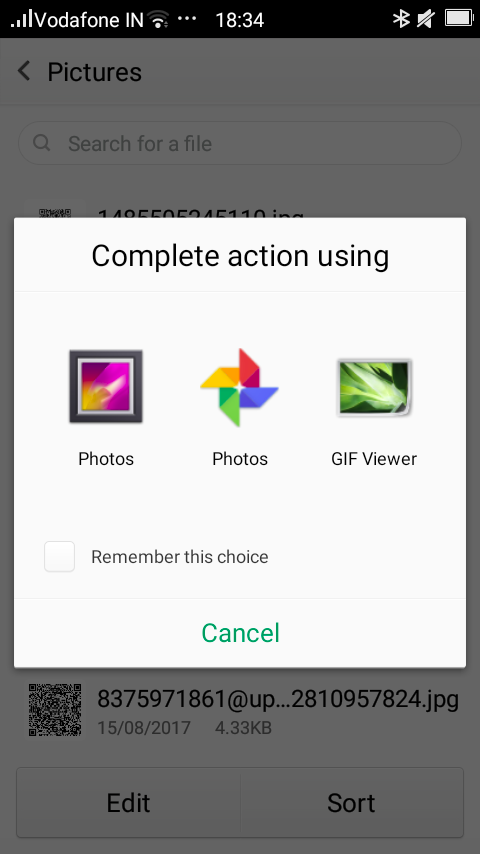 Vodafone IN ... 18:34
Pictures
Search for a file
1485595245110.jpg
Complete action using
Photos Photos GIF Viewer
Remember this choice
Cancel
8375971861@up...2810957824.jpg
15/08/2017 4.33KB
Edit Sort